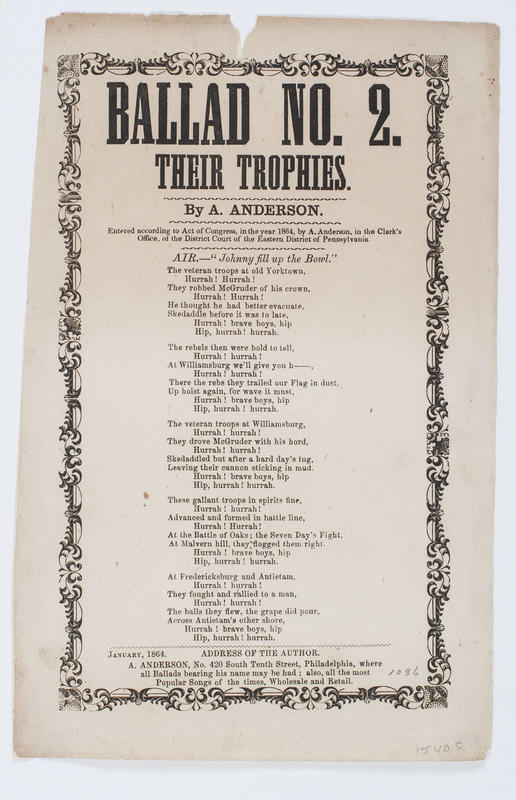 BALLAD NO. 2.
THEIR TROPHIES.
By A. ANDERSON.
Entered according to Act of Congress, in the year 1864, by A. Anderson, in the Clerk's
Office, of the District Court of the Eastern District of Pennsylvania.
AIR.—"Johnny fill up the Bowl."
The veteran troops at old Yorktown,
Hurrah! Hurrah!
They robbed McGruder of his crown,
Hurrah! Hurrah!
He thought he had better evacuate,
Skedaddle before it was to late,
Hurrah! brave boys, hip
Hip, hurrah! hurrah.
The rebels then were bold to tell,
Hurrah! hurrah!
At Williamsburg we'll give you h——,
Hurrah! hurrah!
There the rebs they trailed our Flag in dust,
Up hoist again, for wave it must,
Hurrah! brave boys, hip
Hip, hurrah! hurrah.
The veteran troops at Williamsburg,
Hurrah! hurrah!
They drove McGruder with his hord,
Hurrah! hurrah!
Skedaddled but after a hard day's tug,
Leaving their cannon sticking in mud.
Hurrah! brave boys, hip
Hip, hurrah! hurrah.
These gallant troops in spirits fine,
Hurrah! hurrah!
Advanced and formed in battle line,
Hurrah! Hurrah!
At the Battle of Oaks; the Seven Day's Fight,
At Malvern hill, they flogged them right.
Hurrah! brave boys, hip
Hip, hurrah! hurrah.
At Fredericksburg and Antietam,
Hurrah! hurrah!
They fought and rallied to a man,
Hurrah! hurrah!
The balls they flew, the grape did pour,
Across Antietam's other shore,
Hurrah! brave boys, hip
Hip, hurrah! hurrah.
JANUARY, 1864. ADDRESS OF THE AUTHOR.
A. ANDERSON, No. 420 South Tenth Street, Philadelphia, where
all Ballads bearing his name may be had; also, all the most
Popular Songs of the times, Wholesale and Retail.
1086
1540 F.